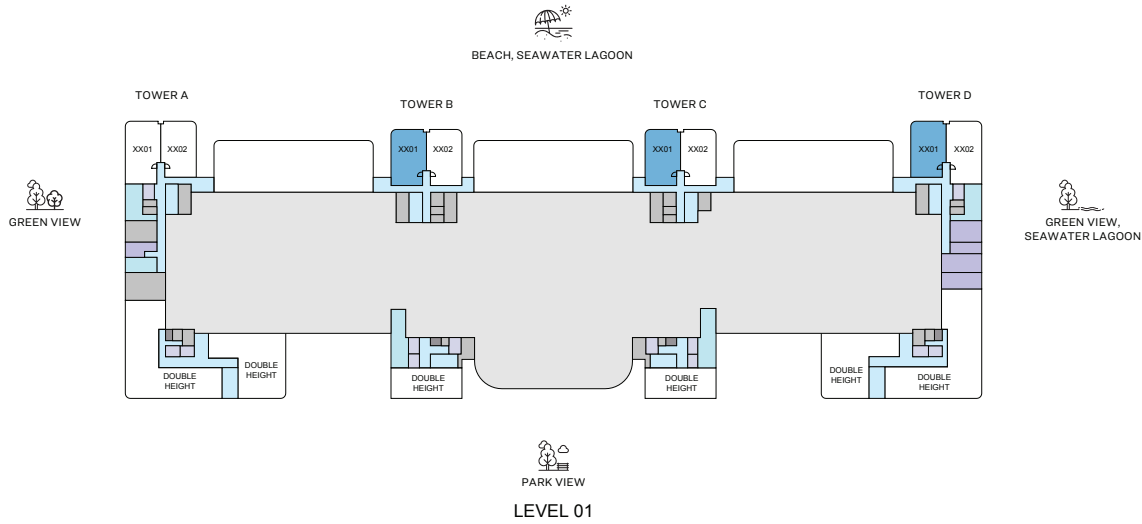 BEACH, SEAWATER LAGOON
TOWER A
TOWER B
TOWER C
TOWER D
XX01
XX02
XX01
XX02
XX01
XX02
XX01
XX02
GREEN VIEW
GREEN VIEW,
SEAWATER LAGOON
DOUBLE
HEIGHT
DOUBLE
HEIGHT
DOUBLE
HEIGHT
DOUBLE
HEIGHT
DOUBLE
HEIGHT
DOUBLE
HEIGHT
PARK VIEW
LEVEL 01